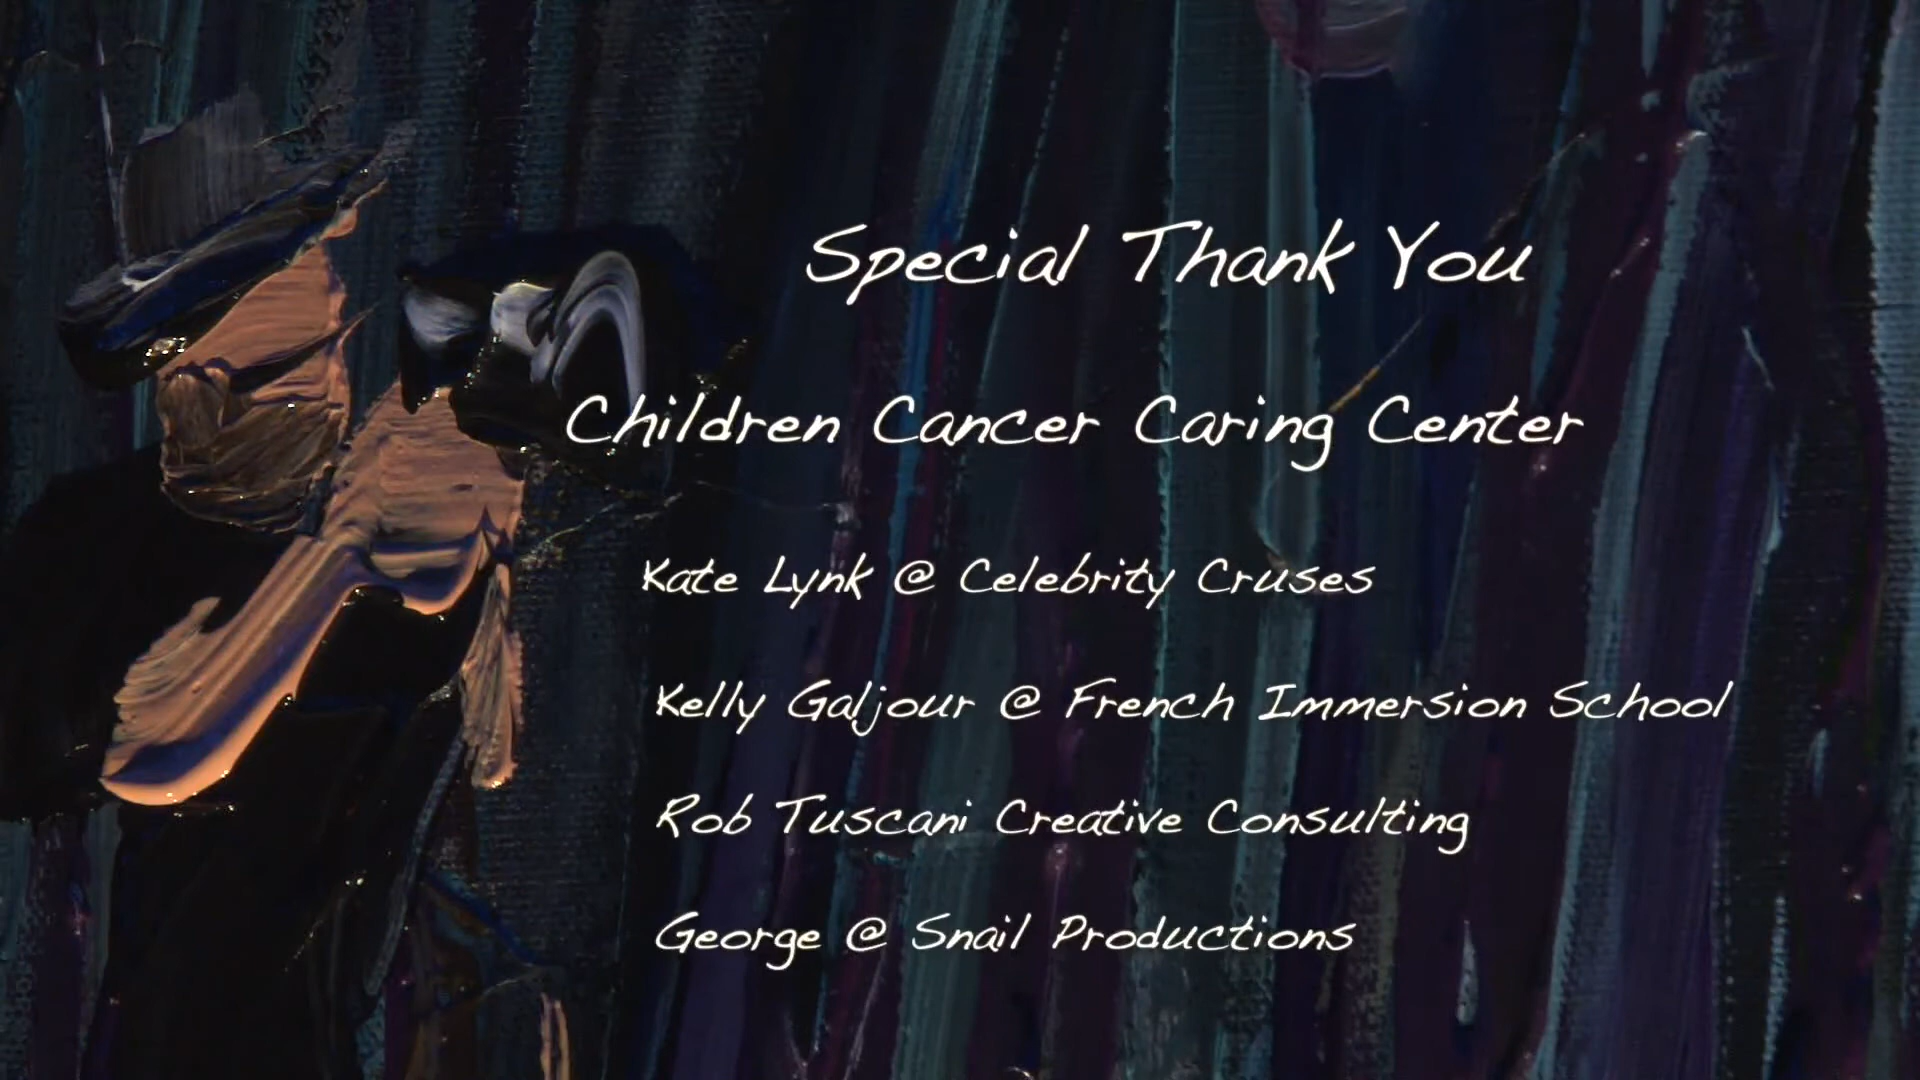 Special Thank You
Children Cancer Caring Center
Kate Lynk @ Celebrity Cruses
Kelly Galjour @ French Immersion School
Rob Tuscani Creative Consulting
George @ Snail Productions